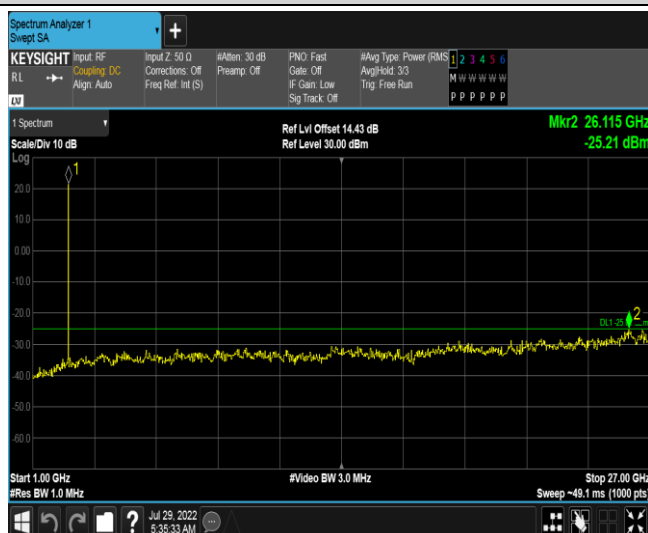 Spectrum Analyzer 1
Swept SA
+
KEYSIGHT
RL
LXI
Input: RF
Coupling: DC
Align: Auto
Input Z: 50 Ω
Corrections: Off
Freq Ref: Int (S)
#Atten: 30 dB
Preamp: Off
PNO: Fast
Gate: Off
IF Gain: Low
Sig Track: Off
#Avg Type: Power (RMS
Avg|Hold: 3/3
Trig: Free Run
1 2 3 4 5 6
M W W W W W
P P P P P P
1 Spectrum
Scale/Div 10 dB
Log
Ref Lvl Offset 14.43 dB
Ref Level 30.00 dBm
Mkr2 26.115 GHz
-25.21 dBm
1
20.0
10.0
0.00
-10.0
-20.0
2
DL1 -25
-30.0
-40.0
-50.0
-60.0
Start 1.00 GHz
#Res BW 1.0 MHz
#Video BW 3.0 MHz
Stop 27.00 GHz
Sweep ~49.1 ms (1000 pts)
?
Jul 29, 2022
5:35:33 AM